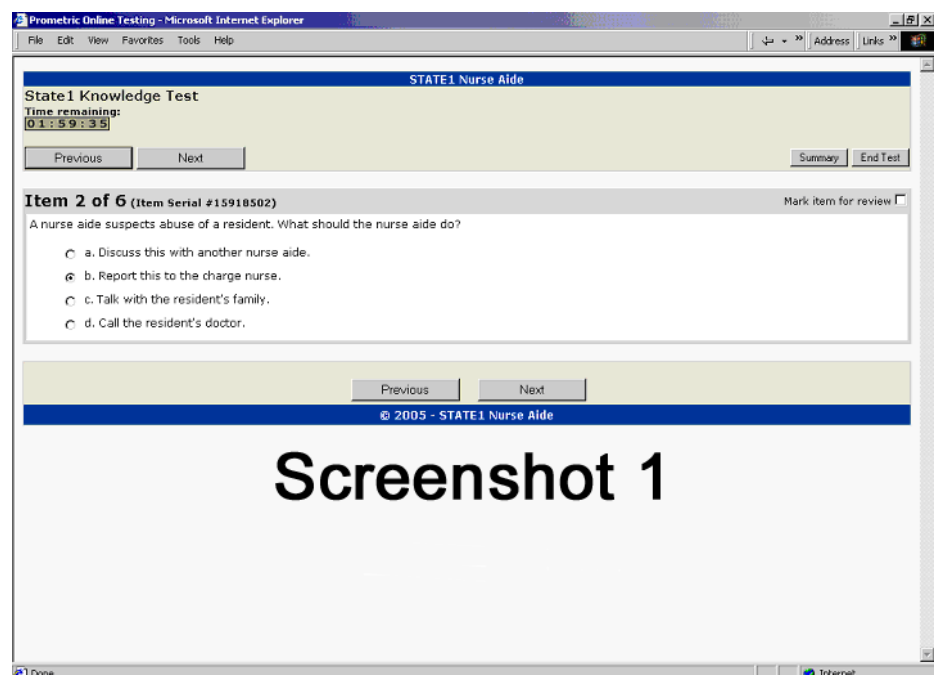 Prometric Online Testing - Microsoft Internet Explorer
File Edit View Favorites Tools Help
Address Links »
STATE1 Nurse Aide
State1 Knowledge Test
Time remaining:
01:59:35
Previous Next Summary End Test
Item 2 of 6 (Item Serial #15918502) Mark item for review
A nurse aide suspects abuse of a resident. What should the nurse aide do?
a. Discuss this with another nurse aide.
b. Report this to the charge nurse.
c. Talk with the resident's family.
d. Call the resident's doctor.
Previous Next
© 2005 - STATE1 Nurse Aide
Screenshot 1
Done Internet